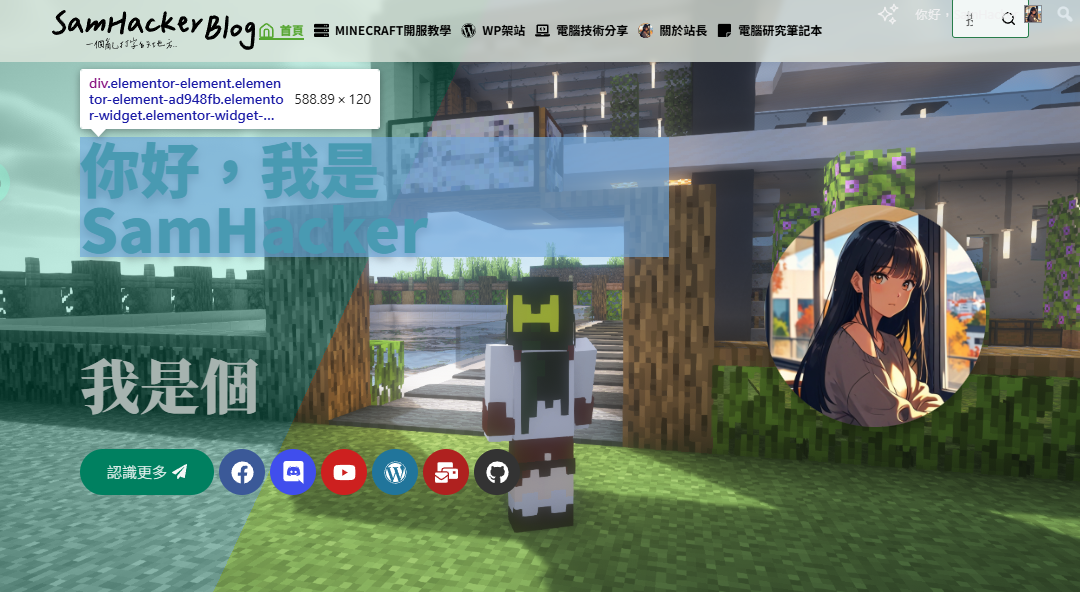 SamHackerBlog
一個亂打字的地方
首頁
MINECRAFT開服教學
WP架站
電腦技術分享
關於站長
電腦研究筆記本
你好，
div.elementor-element.elemen
tor-element-ad948fb.elemento
r-widget.elementor-widget-...
588.89 × 120
你好，我是
SamHacker
我是個
認識更多